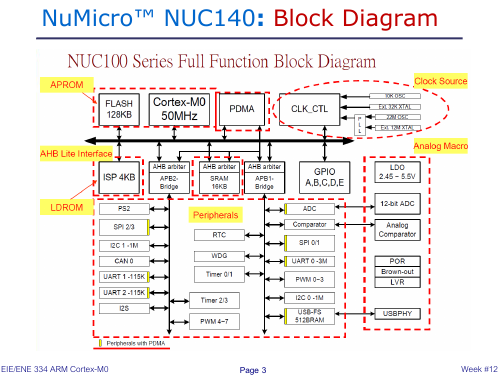 NuMicro™ NUC140: Block Diagram
NUC100 Series Full Function Block Diagram
Clock Source
APROM
FLASH
128KB
Cortex-M0
50MHz
PDMA
CLK_CTL
10K OSC
Ext. 32K XTAL
P
L
L
22M OSC
Ext. 12M XTAL
Analog Macro
AHB Lite Interface
ISP 4KB
AHB arbiter
APB2-
Bridge
AHB arbiter
SRAM
16KB
AHB arbiter
APB1-
Bridge
GPIO
A,B,C,D,E
LDO
2.45 ~ 5.5V
LDROM
Peripherals
PS2
SPI 2/3
I2C 1 -1M
CAN 0
UART 1 -115K
UART 2 -115K
I2S
RTC
WDG
Timer 0/1
Timer 2/3
PWM 4~7
ADC
Comparator
SPI 0/1
UART 0 -3M
PWM 0~3
I2C 0 -1M
USB-FS
512BRAM
12-bit ADC
Analog
Comparator
POR
Brown-out
LVR
USBPHY
Peripherals with PDMA
EIE/ENE 334 ARM Cortex-M0
Page 3
Week #12